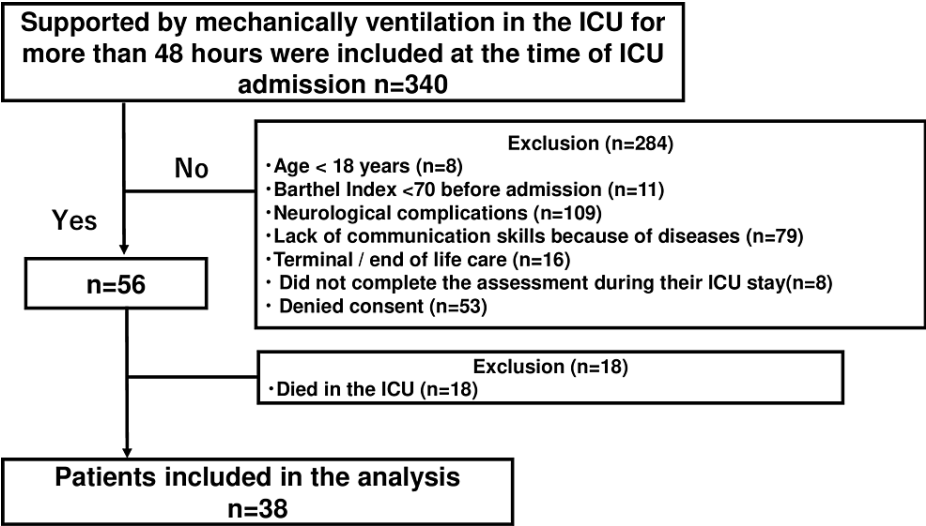 Supported by mechanically ventilation in the ICU for
more than 48 hours were included at the time of ICU
admission n=340
Exclusion (n=284)
・Age < 18 years (n=8)
・Barthel Index <70 before admission (n=11)
・Neurological complications (n=109)
・Lack of communication skills because of diseases (n=79)
・Terminal / end of life care (n=16)
・ Did not complete the assessment during their ICU stay(n=8)
・ Denied consent (n=53)
No
Yes
n=56
Exclusion (n=18)
・Died in the ICU (n=18)
Patients included in the analysis
n=38